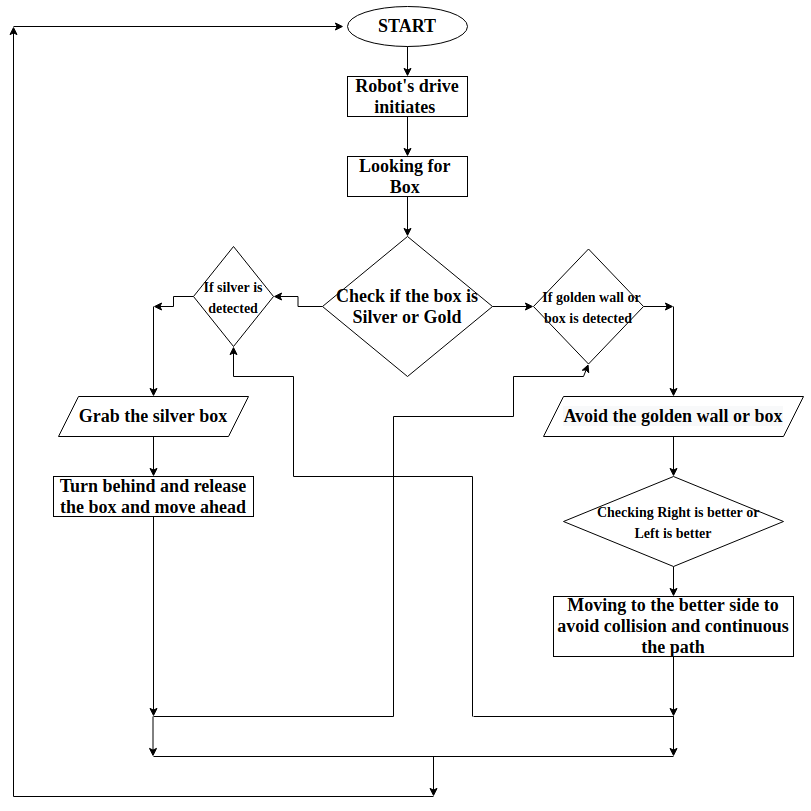 START
Robot's drive
initiates
Looking for
Box
If silver is
detected
Check if the box is
Silver or Gold
If golden wall or
box is detected
Grab the silver box
Avoid the golden wall or box
Turn behind and release
the box and move ahead
Checking Right is better or
Left is better
Moving to the better side to
avoid collision and continuous
the path